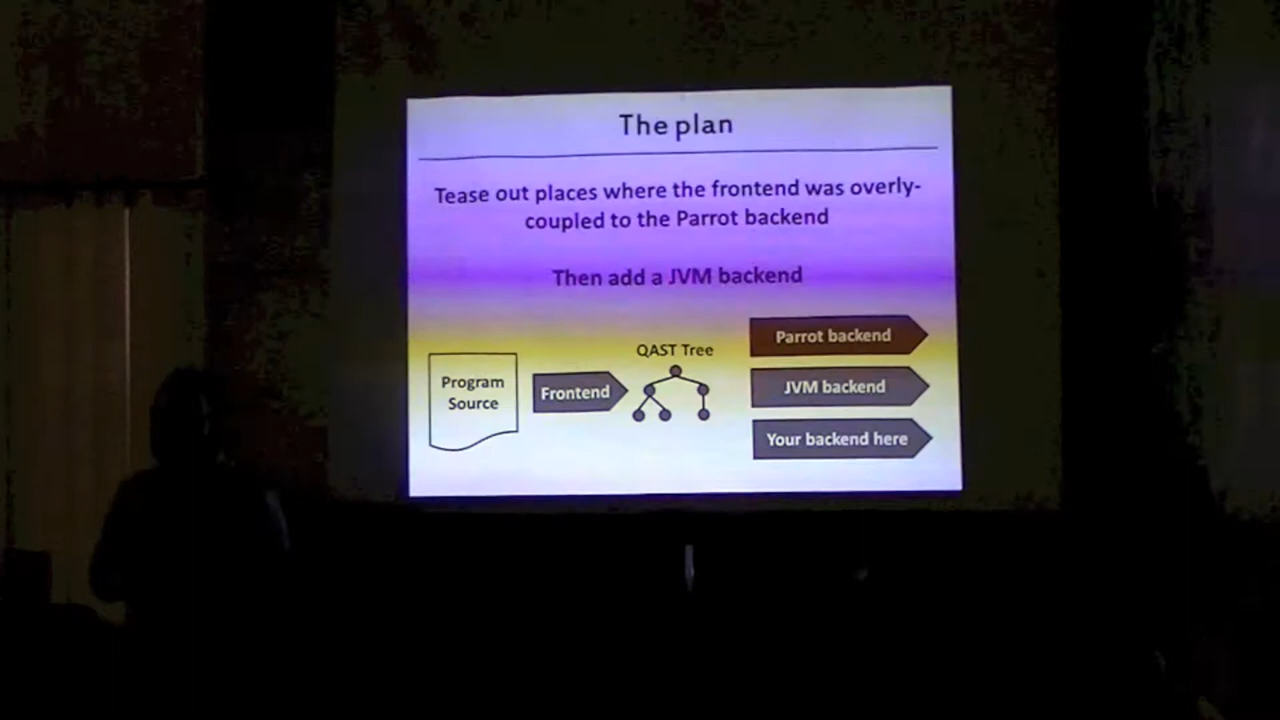 The plan
Tease out places where the frontend was overly-
coupled to the Parrot backend
Then add a JVM backend
Program
Source
Frontend
QAST Tree
Parrot backend
JVM backend
Your backend here